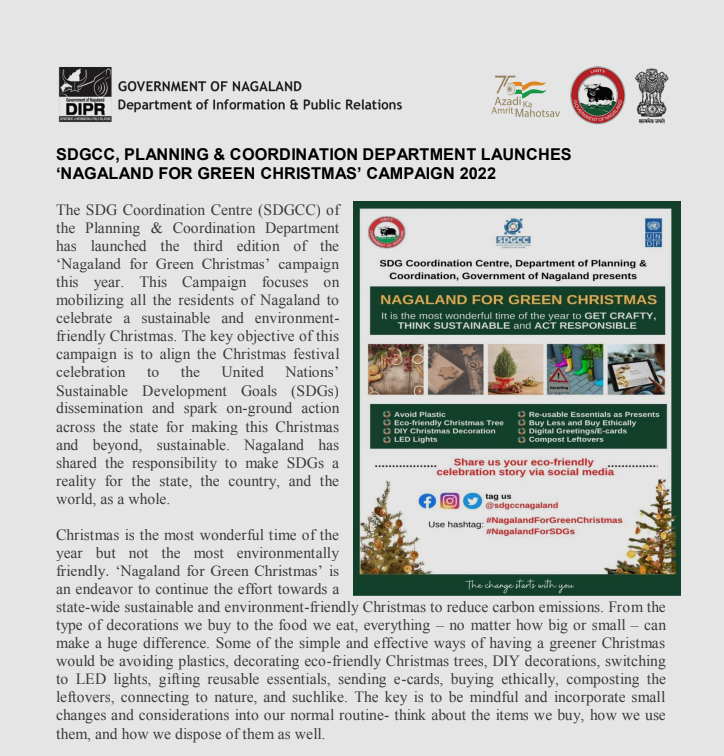 Government of Nagaland
DIPR
GOVERNMENT OF NAGALAND
Department of Information & Public Relations
75
Azadi Ka
Amrit Mahotsav
UNITY
GOVERNMENT OF NAGALAND
सत्यमेव जयते
SDGCC, PLANNING & COORDINATION DEPARTMENT LAUNCHES
‘NAGALAND FOR GREEN CHRISTMAS’ CAMPAIGN 2022
The SDG Coordination Centre (SDGCC) of
the Planning & Coordination Department
has launched the third edition of the
‘Nagaland for Green Christmas’ campaign
this year. This Campaign focuses on
mobilizing all the residents of Nagaland to
celebrate a sustainable and environment-
friendly Christmas. The key objective of this
campaign is to align the Christmas festival
celebration to the United Nations’
Sustainable Development Goals (SDGs)
dissemination and spark on-ground action
across the state for making this Christmas
and beyond, sustainable. Nagaland has
shared the responsibility to make SDGs a
reality for the state, the country, and the
world, as a whole.
Christmas is the most wonderful time of the
year but not the most environmentally
friendly. ‘Nagaland for Green Christmas’ is
an endeavor to continue the effort towards a
state-wide sustainable and environment-friendly Christmas to reduce carbon emissions. From the
type of decorations we buy to the food we eat, everything – no matter how big or small – can
make a huge difference. Some of the simple and effective ways of having a greener Christmas
would be avoiding plastics, decorating eco-friendly Christmas trees, DIY decorations, switching
to LED lights, gifting reusable essentials, sending e-cards, buying ethically, composting the
leftovers, connecting to nature, and suchlike. The key is to be mindful and incorporate small
changes and considerations into our normal routine- think about the items we buy, how we use
them, and how we dispose of them as well.
SDGCC
UNDP
SDG Coordination Centre, Department of Planning &
Coordination, Government of Nagaland presents
NAGALAND FOR GREEN CHRISTMAS
It is the most wonderful time of the year to GET CRAFTY,
THINK SUSTAINABLE and ACT RESPONSIBLE
Upcycling
Avoid Plastic
Eco-friendly Christmas Tree
DIY Christmas Decoration
LED Lights
Re-usable Essentials as Presents
Buy Less and Buy Ethically
Digital Greetings/E-cards
Compost Leftovers
Share us your eco-friendly
celebration story via social media
tag us
@sdgccnagaland
Use hashtag: #NagalandForGreenChristmas
#NagalandForSDGs
The change starts with you